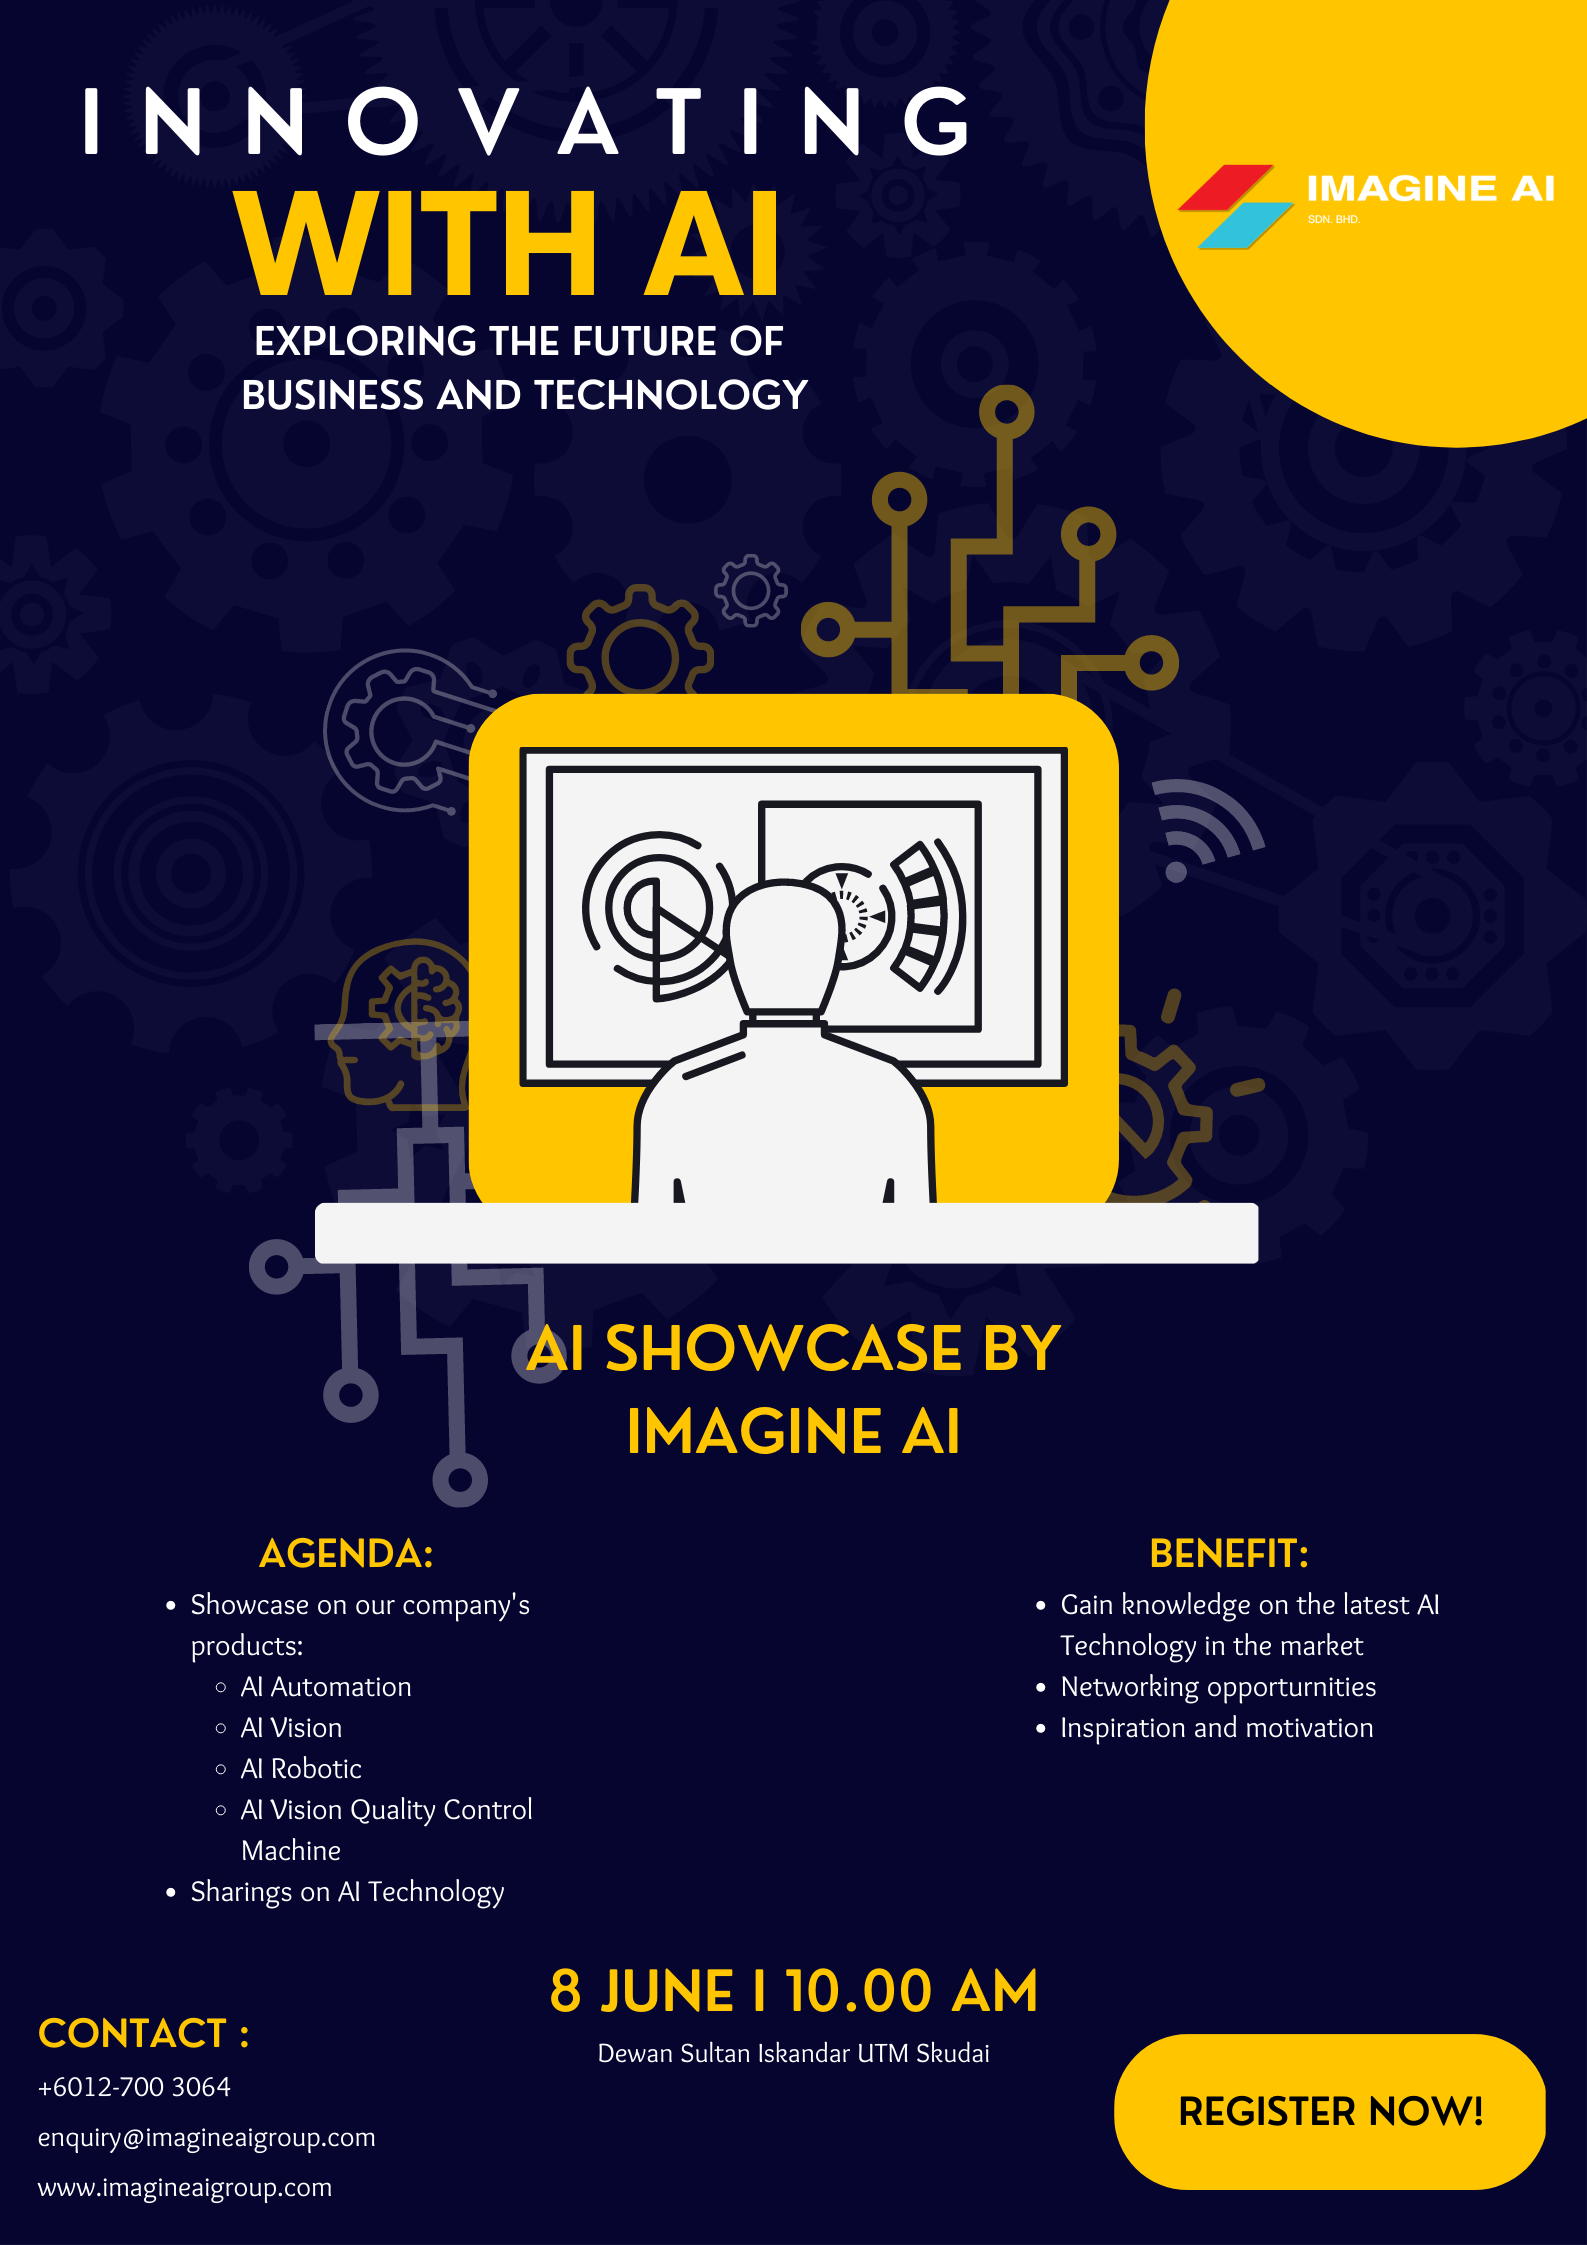 INNOVATING
WITH AI
EXPLORING THE FUTURE OF
BUSINESS AND TECHNOLOGY
IMAGINE AI
SDN. BHD.
AI SHOWCASE BY
IMAGINE AI
AGENDA:
• Showcase on our company's
products:
○ AI Automation
○ AI Vision
○ AI Robotic
○ AI Vision Quality Control
Machine
• Sharings on AI Technology
BENEFIT:
• Gain knowledge on the latest AI
Technology in the market
• Networking opporturnities
• Inspiration and motivation
8 JUNE I 10.00 AM
Dewan Sultan Iskandar UTM Skudai
CONTACT :
+6012-700 3064
enquiry@imagineaigroup.com
www.imagineaigroup.com
REGISTER NOW!